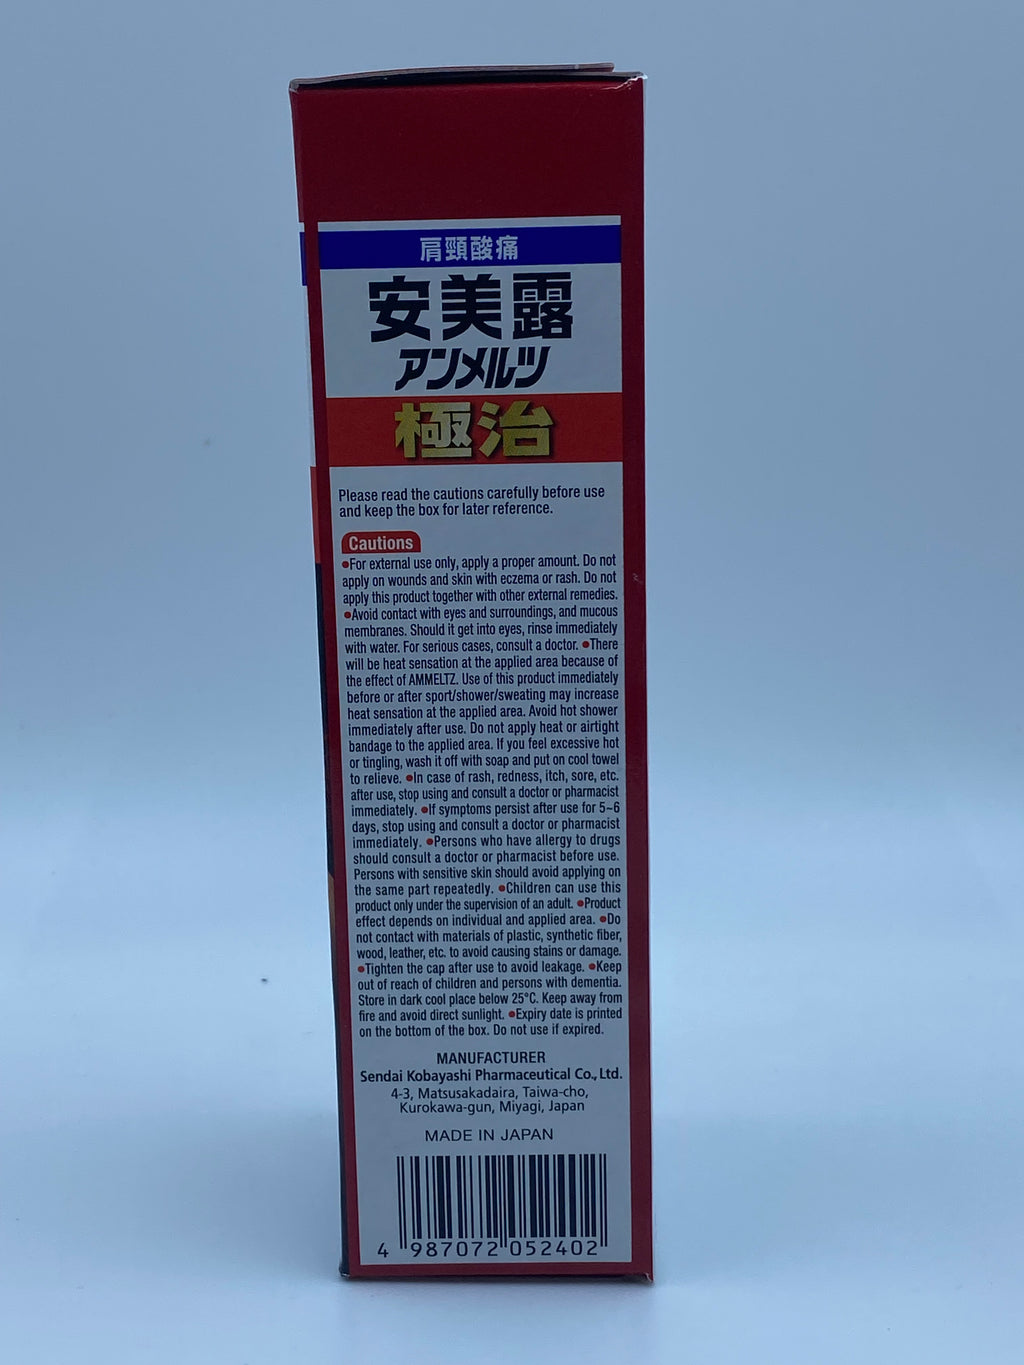 肩頸酸痛
安美露
アンメルツ
極治
Please read the cautions carefully before use
and keep the box for later reference.
Cautions
●For external use only, apply a proper amount. Do not
apply on wounds and skin with eczema or rash. Do not
apply this product together with other external remedies.
●Avoid contact with eyes and surroundings, and mucous
membranes. Should it get into eyes, rinse immediately
with water. For serious cases, consult a doctor. ●There
will be heat sensation at the applied area because of
the effect of AMMELTZ. Use of this product immediately
before or after sport/shower/sweating may increase
heat sensation at the applied area. Avoid hot shower
immediately after use. Do not apply heat or airtight
bandage to the applied area. If you feel excessive hot
or tingling, wash it off with soap and put on cool towel
to relieve. ●In case of rash, redness, itch, sore, etc.
after use, stop using and consult a doctor or pharmacist
immediately. ●If symptoms persist after use for 5~6
days, stop using and consult a doctor or pharmacist
immediately. ●Persons who have allergy to drugs
should consult a doctor or pharmacist before use.
Persons with sensitive skin should avoid applying on
the same part repeatedly. ●Children can use this
product only under the supervision of an adult. ●Product
effect depends on individual and applied area. ●Do
not contact with materials of plastic, synthetic fiber,
wood, leather, etc. to avoid causing stains or damage.
●Tighten the cap after use to avoid leakage. ●Keep
out of reach of children and persons with dementia.
Store in dark cool place below 25°C. Keep away from
fire and avoid direct sunlight. ●Expiry date is printed
on the bottom of the box. Do not use if expired.
MANUFACTURER
Sendai Kobayashi Pharmaceutical Co., Ltd.
4-3, Matsusakadaira, Taiwa-cho,
Kurokawa-gun, Miyagi, Japan
MADE IN JAPAN
4 987072 052402